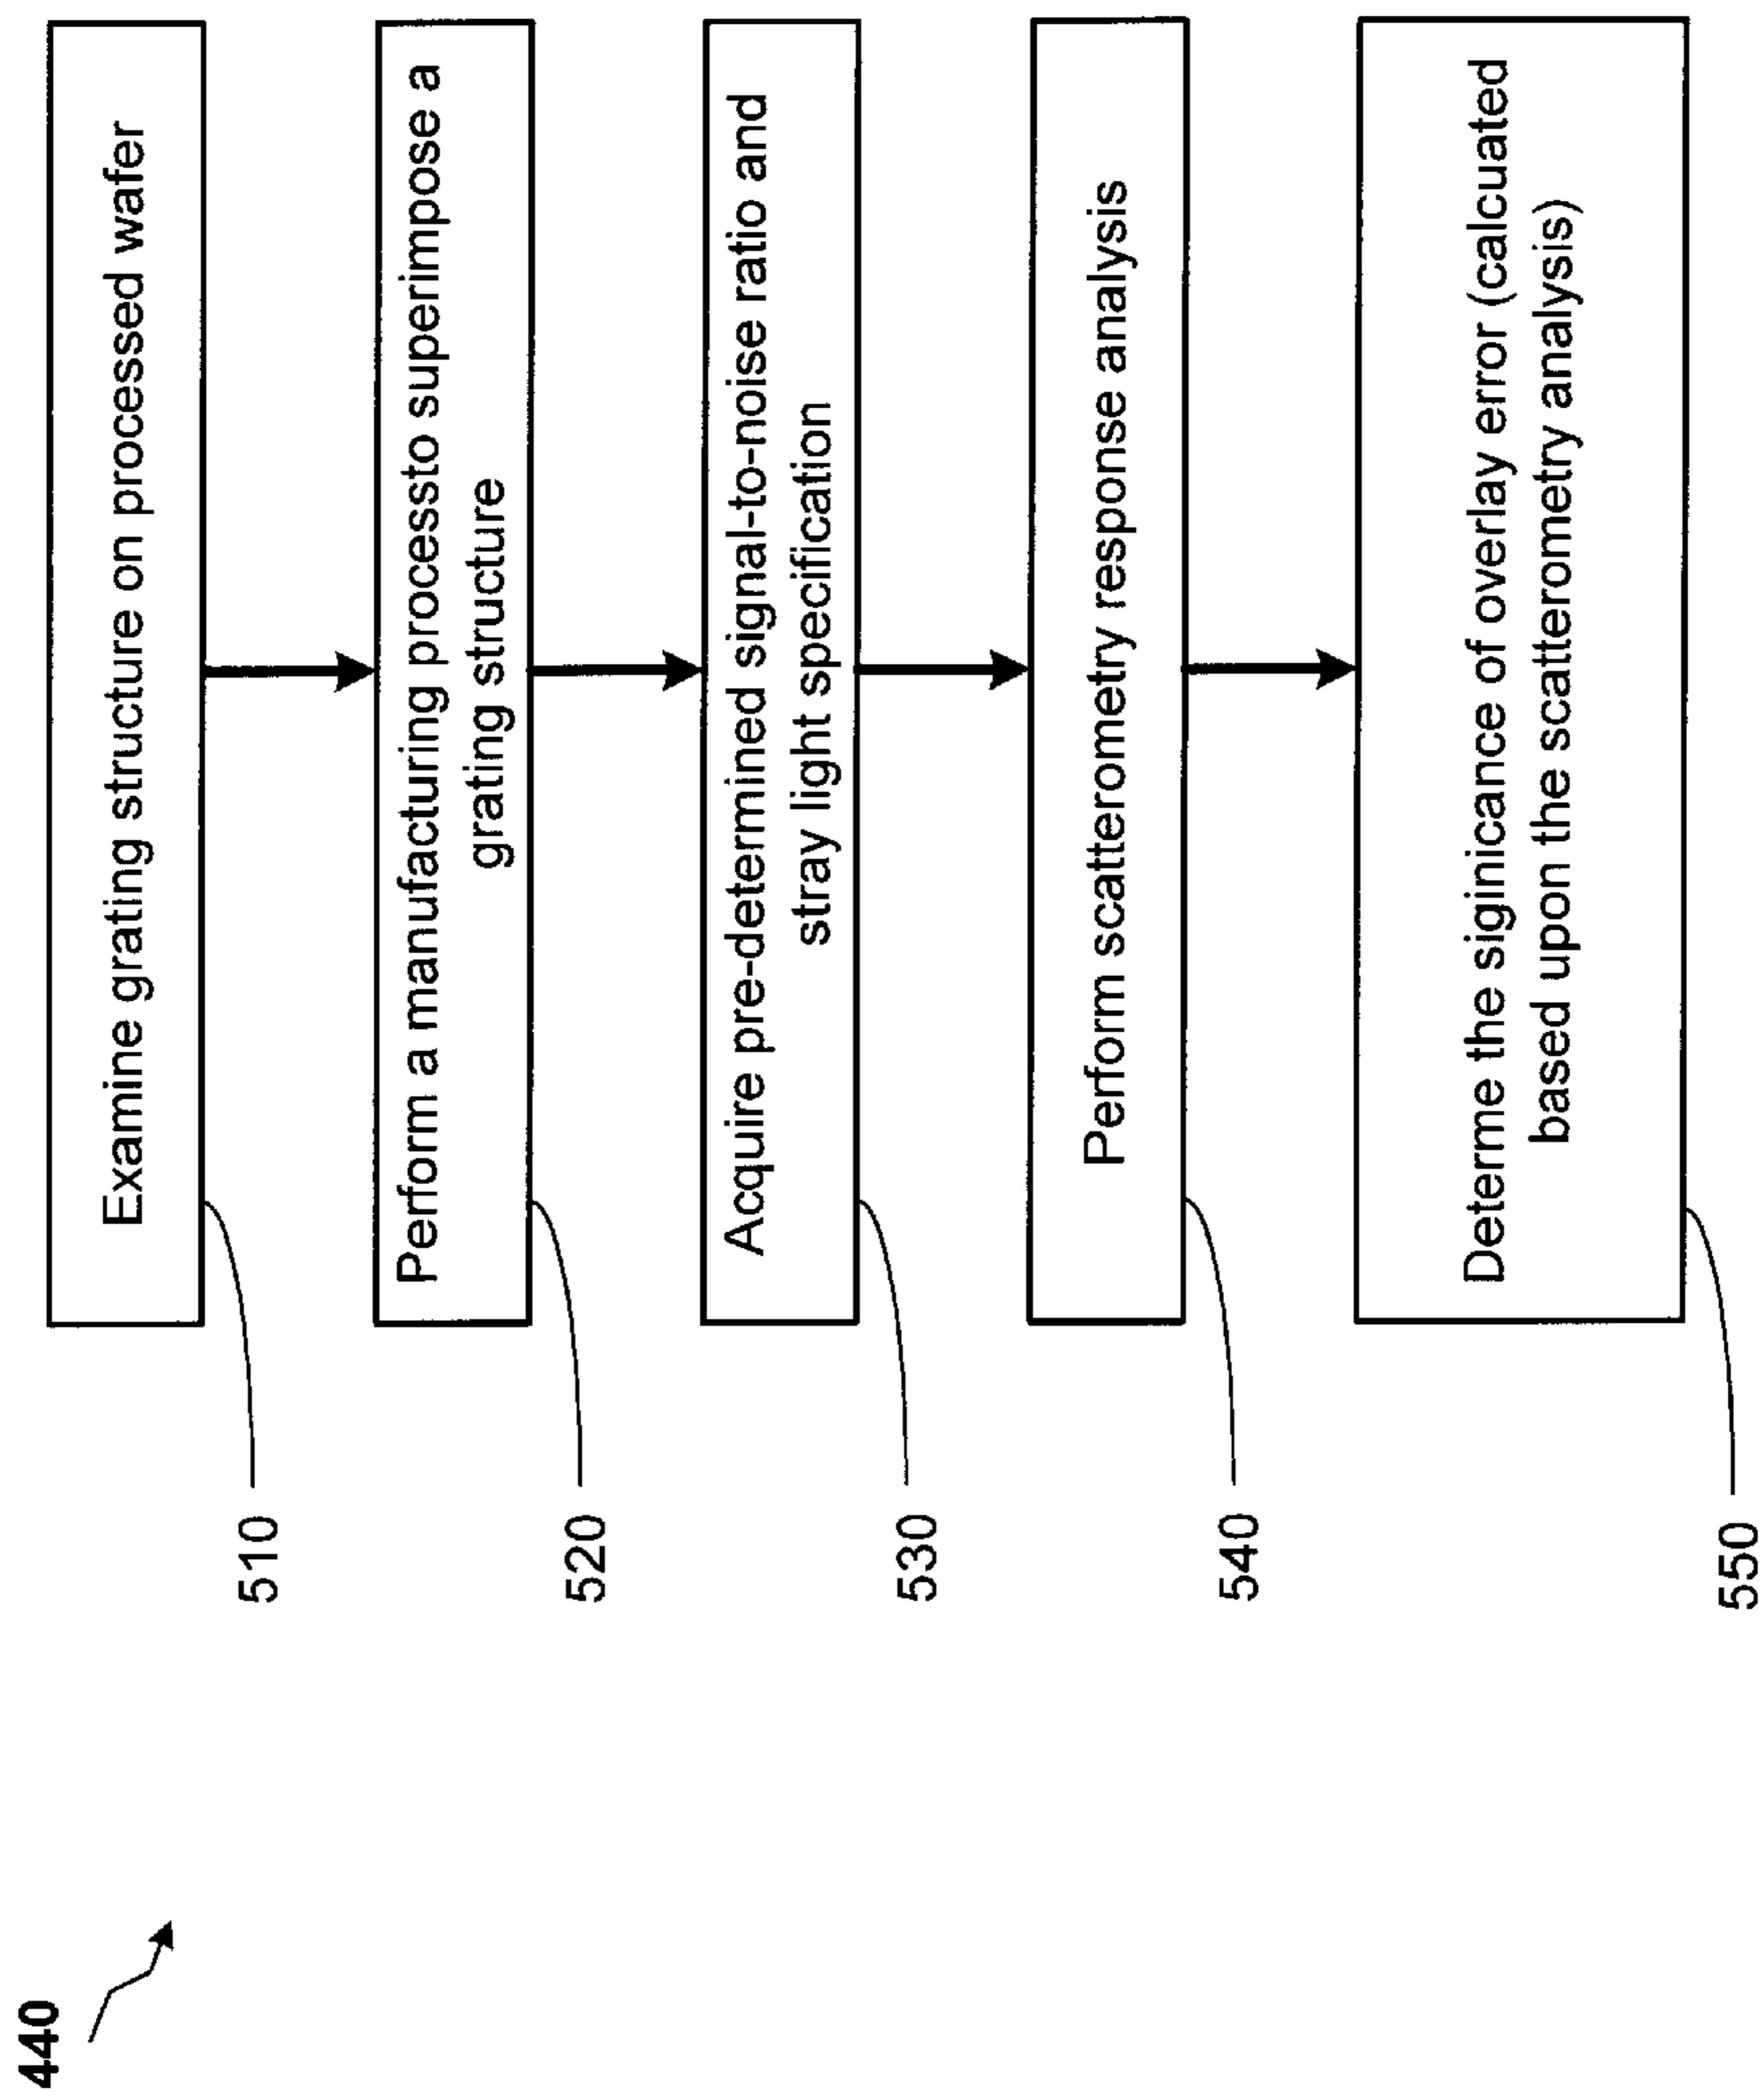 440
Examine grating structure on processed wafer
510
Perform a manufacturing processto superimpose a
grating structure
520
Acquire pre-determined signal-to-noise ratio and
stray light specification
530
Perform scatterometry response analysis
540
Determe the siginicance of overlay error (calcuated
based upon the scatterometry analysis)
550